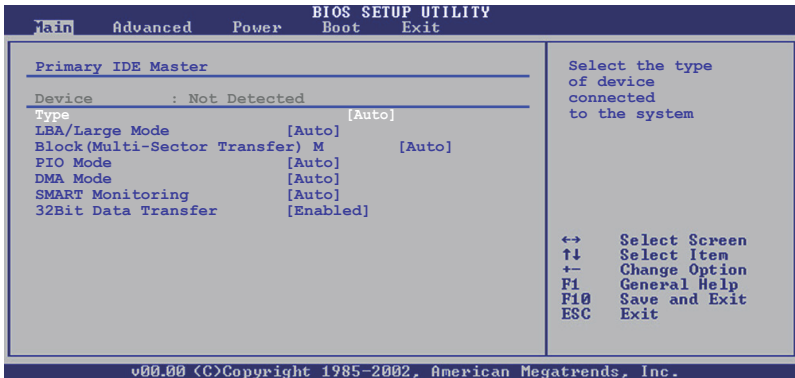 BIOS SETUP UTILITY
Main Advanced Power Boot Exit
Primary IDE Master
Device : Not Detected
Type [Auto]
LBA/Large Mode [Auto]
Block(Multi-Sector Transfer) M [Auto]
PIO Mode [Auto]
DMA Mode [Auto]
SMART Monitoring [Auto]
32Bit Data Transfer [Enabled]
Select the type
of device
connected
to the system
↔ Select Screen
↑↓ Select Item
+- Change Option
F1 General Help
F10 Save and Exit
ESC Exit
v00.00 (C)Copyright 1985-2002, American Megatrends, Inc.